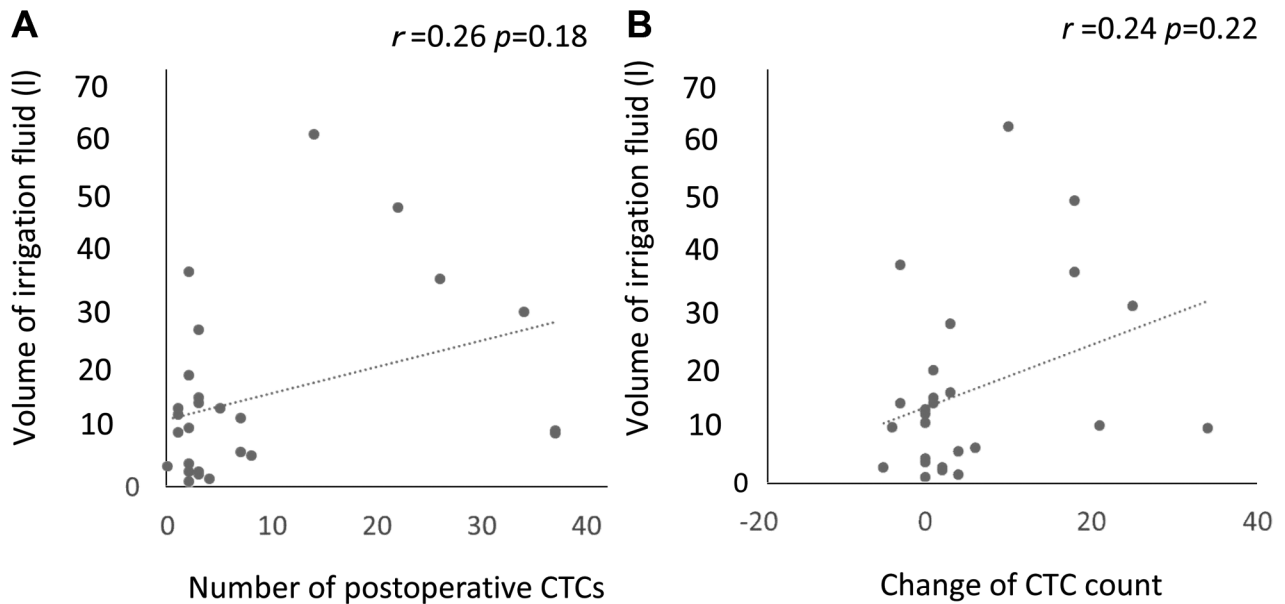 A
r =0.26 p=0.18
Volume of irrigation fluid (l)
70
60
50
40
30
20
10
0
0 10 20 30 40
Number of postoperative CTCs
B
r =0.24 p=0.22
Volume of irrigation fluid (l)
70
60
50
40
30
20
10
0
-20 0 20 40
Change of CTC count